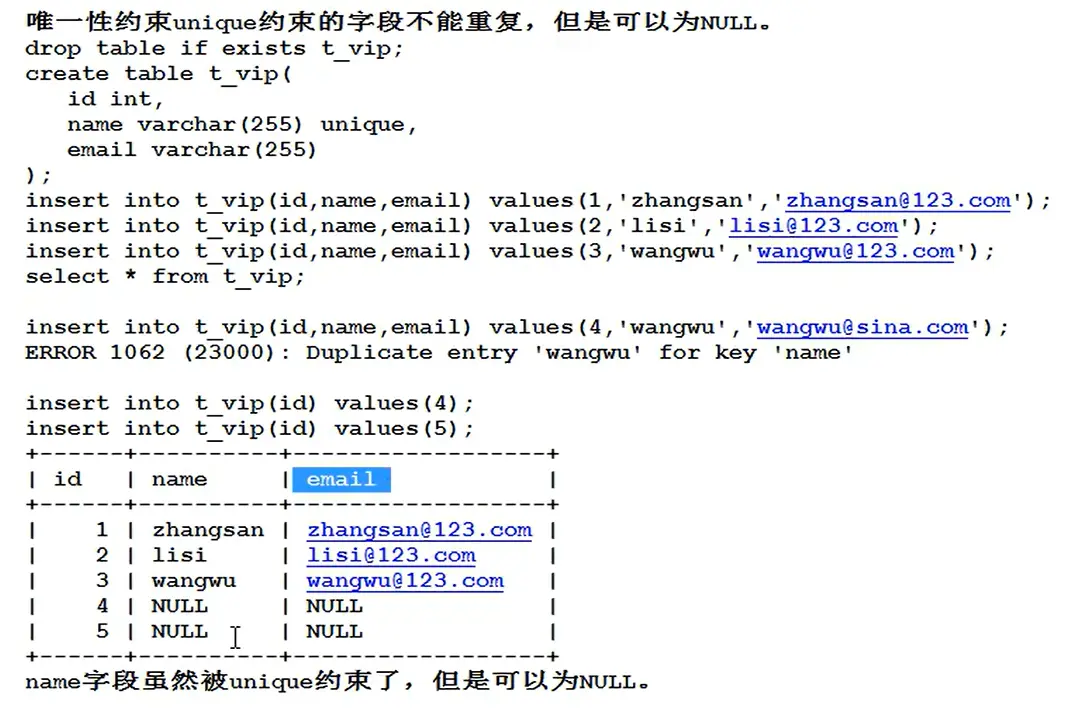 唯一性约束unique约束的字段不能重复，但是可以为NULL。
drop table if exists t_vip;
create table t_vip(
   id int,
   name varchar(255) unique,
   email varchar(255)
);
insert into t_vip(id,name,email) values(1,'zhangsan','zhangsan@123.com');
insert into t_vip(id,name,email) values(2,'lisi','lisi@123.com');
insert into t_vip(id,name,email) values(3,'wangwu','wangwu@123.com');
select * from t_vip;

insert into t_vip(id,name,email) values(4,'wangwu','wangwu@sina.com');
ERROR 1062 (23000): Duplicate entry 'wangwu' for key 'name'

insert into t_vip(id) values(4);
insert into t_vip(id) values(5);
+------+----------+------------------+
| id   | name     | email            |
+------+----------+------------------+
|    1 | zhangsan | zhangsan@123.com |
|    2 | lisi     | lisi@123.com     |
|    3 | wangwu   | wangwu@123.com   |
|    4 | NULL     | NULL             |
|    5 | NULL     | NULL             |
+------+----------+------------------+
name字段虽然被unique约束了，但是可以为NULL。